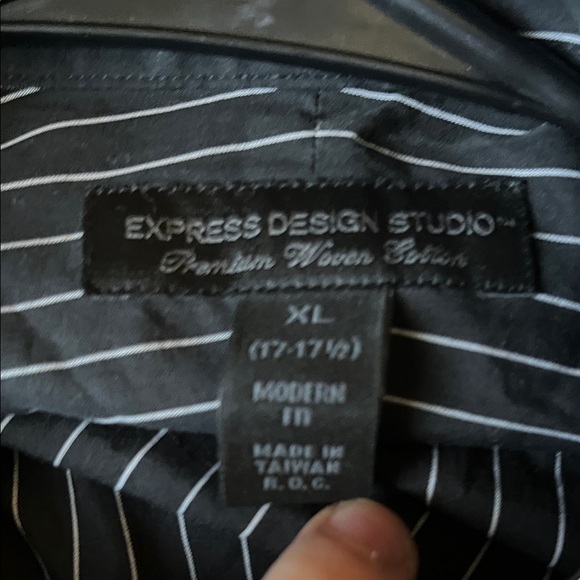 EXPRESS DESIGN STUDIO™
Premium Woven Cotton
XL
(17-17½)
MODERN
FIT
MADE IN
TAIWAN
R.O.C.